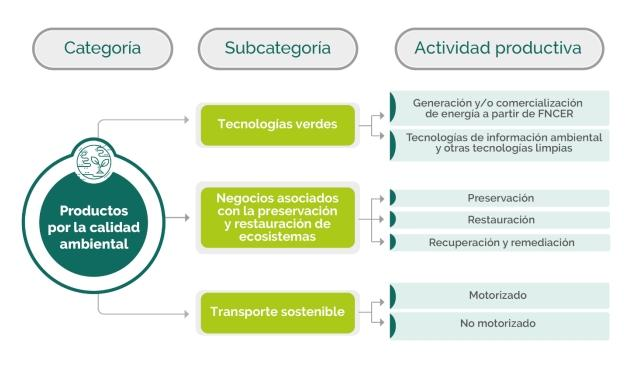 Categoría
Subcategoría
Actividad productiva
Productos
por la calidad
ambiental
Tecnologías verdes
Generación y/o comercialización
de energía a partir de FNCER
Tecnologías de información ambiental
y otras tecnologías limpias
Negocios asociados
con la preservación
y restauración de
ecosistemas
Preservación
Restauración
Recuperación y remediación
Transporte sostenible
Motorizado
No motorizado